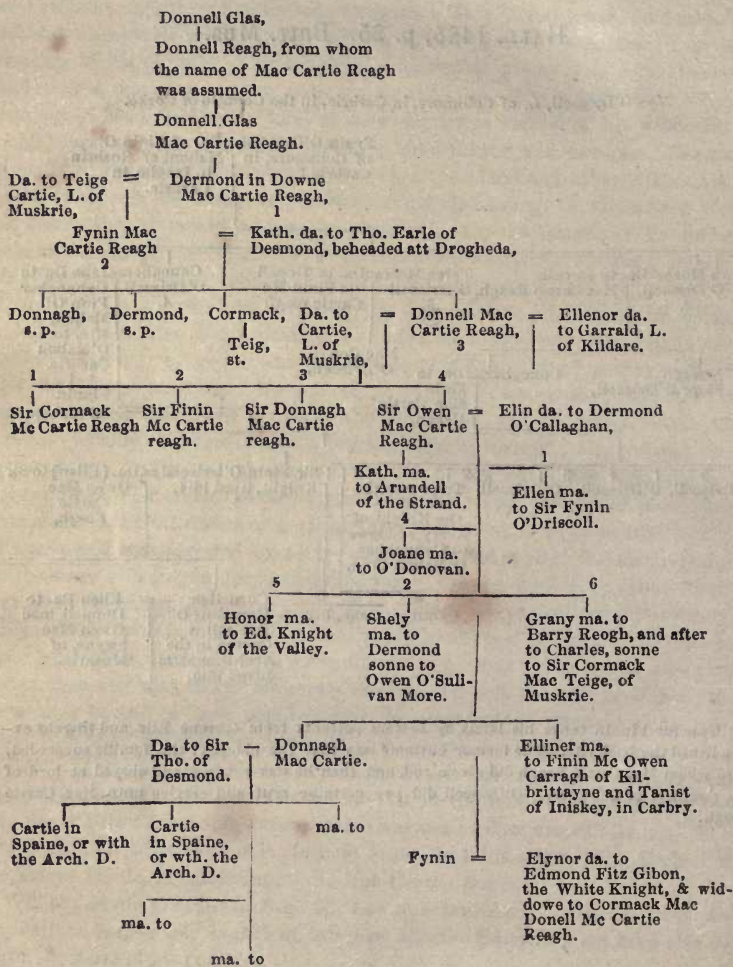 Donnell Glas,
Donnell Reagh, from whom
the name of Mac Cartie Reagh
was assumed.
Donnell Glas
Mac Cartie Reagh.
Da. to Teige = Dermond in Downe
Cartie, L. of Mac Cartie Reagh,
Muskrie, 1
Fynin Mac = Kath. da. to Tho. Earle of
Cartie Reagh Desmond, beheaded att Drogheda,
2
Donnagh, Dermond, Cormack, Da. to = Donnell Mac = Ellenor da.
s. p. s. p. Teig, Cartie, Cartie Reagh, to Garrald, L.
st. L. of 3 of Kildare.
Muskrie,
1 2 3 4
Sir Cormack Sir Finin Sir Donnagh Sir Owen = Elin da. to Dermond
Mc Cartie Reagh Mc Cartie Mac Cartie Mac Cartie O'Callaghan,
reagh. reagh. Reagh.
1
Kath. ma. Ellen ma.
to Arundell to Sir Fynin
of the Strand. O'Driscoll.
4
Joane ma.
to O'Donovan.
5 2 6
Honor ma. Shely Grany ma. to
to Ed. Knight ma. to Barry Reogh, and after
of the Valley. Dermond to Charles, sonne
sonne to to Sir Cormack
Owen O'Suli- Mac Teige, of
van More. Muskrie.
Da. to Sir — Donnagh Elliner ma.
Tho. of Mac Cartie. to Finin Mc Owen
Desmond. Carragh of Kil-
brittayne and Tanist
of Iniskey, in Carbry.
Cartie in Cartie ma. to
Spaine, or with in Spaine,
the Arch. D. or wth. the
Arch. D.
Fynin = Elynor da. to
Edmond Fitz Gibon,
the White Knight, & wid-
dowe to Cormack Mac
Donell Mc Cartie
Reagh.
ma. to
ma. to